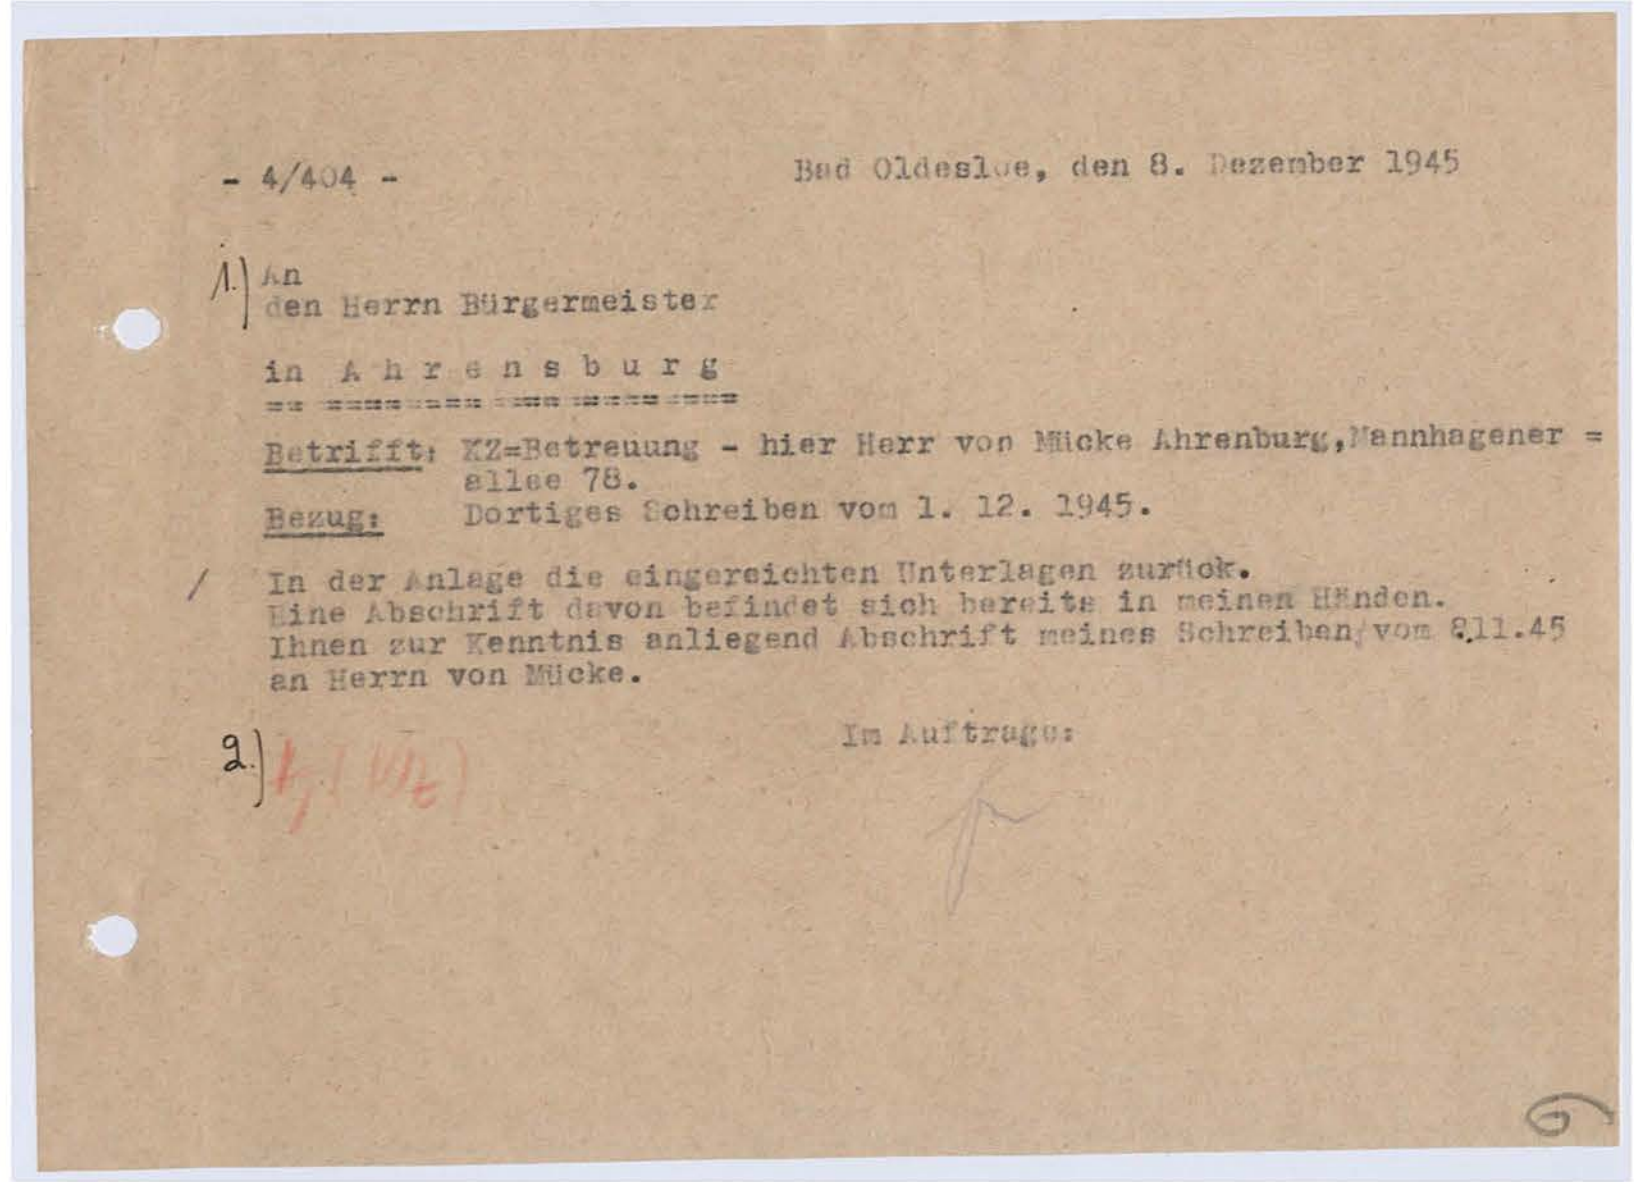 - 4/404 -
Bad Oldesloe, den 8. Dezember 1945
1.) An
den Herrn Bürgermeister
in A h r e n s b u r g
== ======== ==== ======= ====
Betrifft: KZ=Betreuung - hier Herr von Mücke Ahrenburg,Mannhagener =
allee 78.
Bezug: Dortiges Schreiben vom 1. 12. 1945.
/ In der Anlage die eingereichten Unterlagen zurück.
Eine Abschrift davon befindet sich bereits in meinen Händen.
Ihnen zur Kenntnis anliegend Abschrift meines Schreiben vom 8.11.45
an Herrn von Mücke.
Im Auftrage:
2.)
6